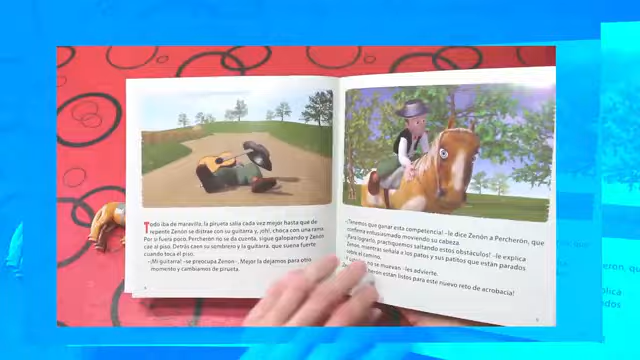 Todo iba de maravilla, la pirueta salía cada vez mejor hasta que de
repente Zenón se distrae con su guitarra y, ¡oh!, choca con una rama.
Por si fuera poco, Percherón no se da cuenta, sigue galopando y Zenón
cae al piso. Detrás caen su sombrero y la guitarra, que suena fuerte
cuando toca el piso.
-¡Mi guitarra! -se preocupa Zenón-. Mejor la dejamos para otro
momento y cambiamos de pirueta.
-Tenemos que ganar esta competencia! -le dice Zenón a Percherón, que
confirma entusiasmado moviendo su cabeza.
-Para lograrlo, practiquemos saltando estos obstáculos! -le explica
Zenón, mientras señala a los patos y sus patitos que están parados
sobre el camino.
no se muevan -les advierte.
están listos para este nuevo reto de acrobacia!